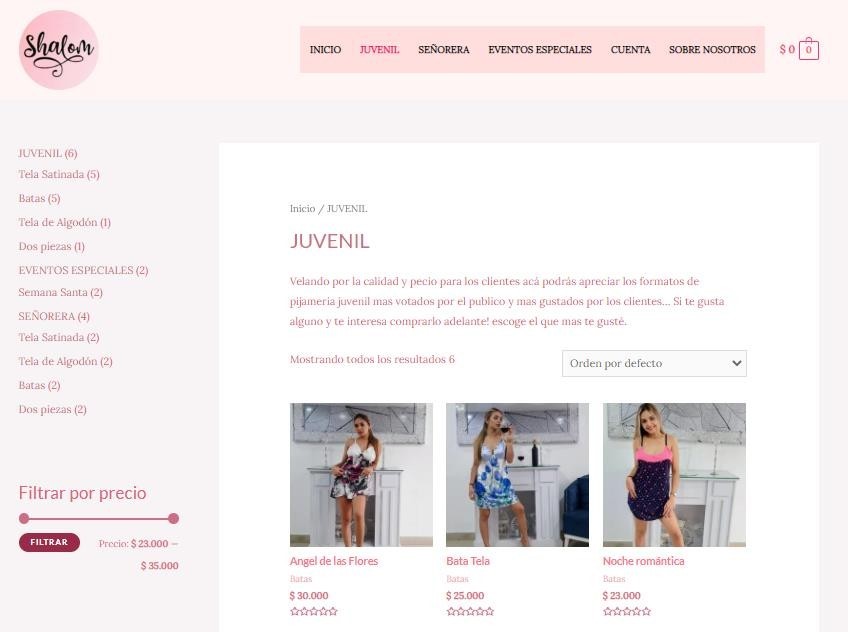 Shalom
INICIO JUVENIL SEÑORERA EVENTOS ESPECIALES CUENTA SOBRE NOSOTROS $ 0 0
JUVENIL (6)
Tela Satinada (5)
Batas (5)
Tela de Algodón (1)
Dos piezas (1)
EVENTOS ESPECIALES (2)
Semana Santa (2)
SEÑORERA (4)
Tela Satinada (2)
Tela de Algodón (2)
Batas (2)
Dos piezas (2)
Filtrar por precio
FILTRAR Precio: $ 23.000 —
$ 35.000
Inicio / JUVENIL
JUVENIL
Velando por la calidad y pecio para los clientes acá podrás apreciar los formatos de
pijameria juvenil mas votados por el publico y mas gustados por los clientes… Si te gusta
alguno y te interesa comprarlo adelante! escoge el que mas te gusté.
Mostrando todos los resultados 6 Orden por defecto
Angel de las Flores Bata Tela Noche romántica
Batas Batas Batas
$ 30.000 $ 25.000 $ 23.000